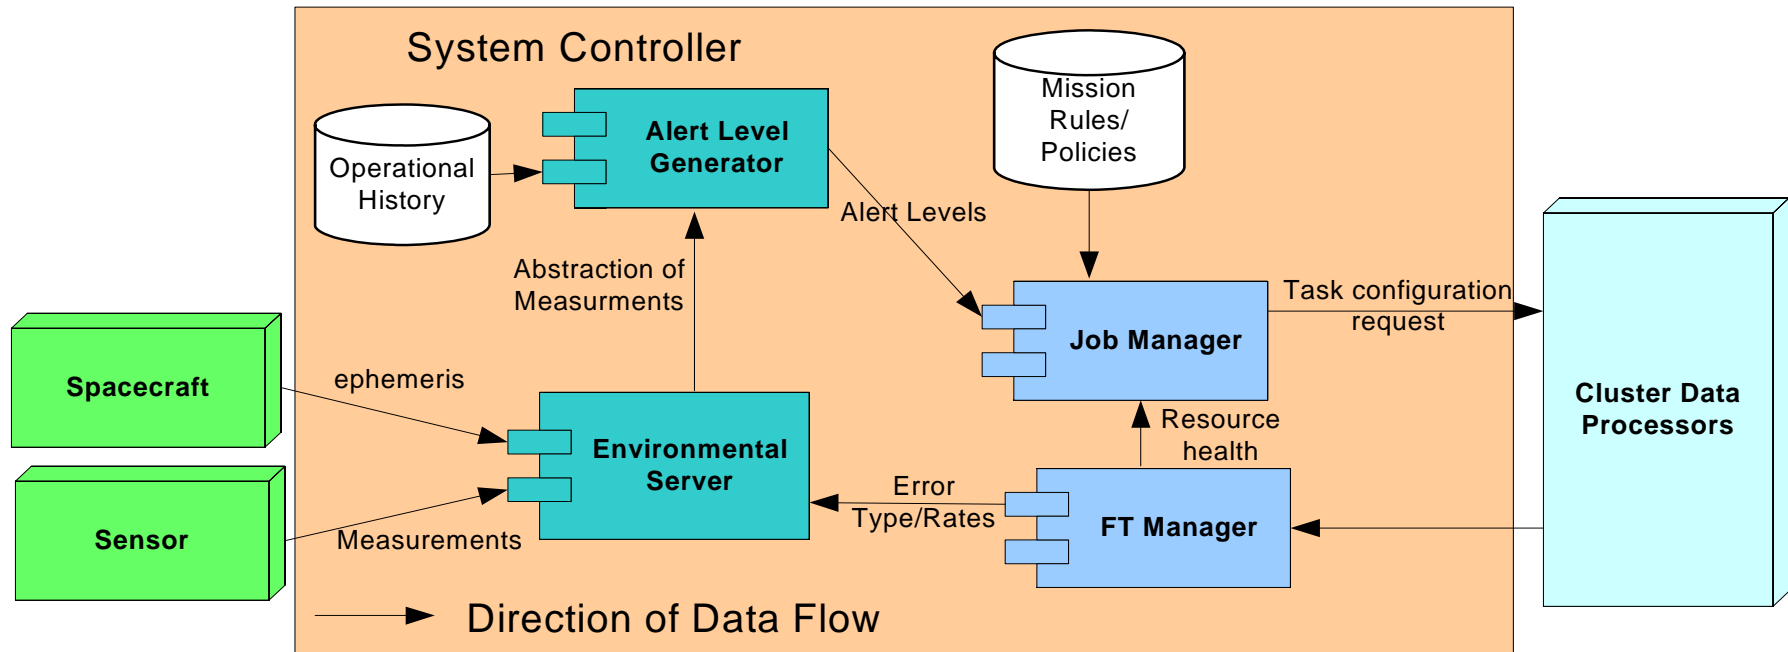 System Controller
Mission
Rules/
Policies
Alert Level
Generator
Operational
History
Alert Levels
Abstraction of
Measurments
Task configuration
request
Job Manager
Spacecraft
ephemeris
Cluster Data
Processors
Resource
health
Environmental
Server
Error
Type/Rates
FT Manager
Sensor
Measurements
Direction of Data Flow